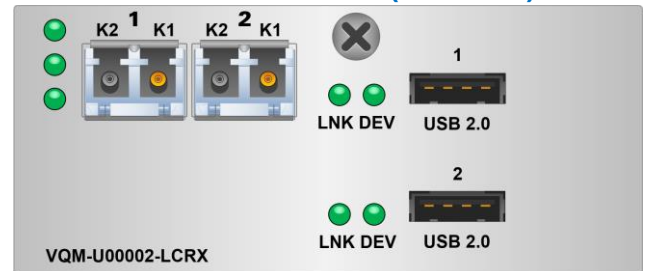 1 2
K2 K1 K2 K1
1
LNK DEV USB 2.0
2
LNK DEV USB 2.0
VQM-U00002-LCRX